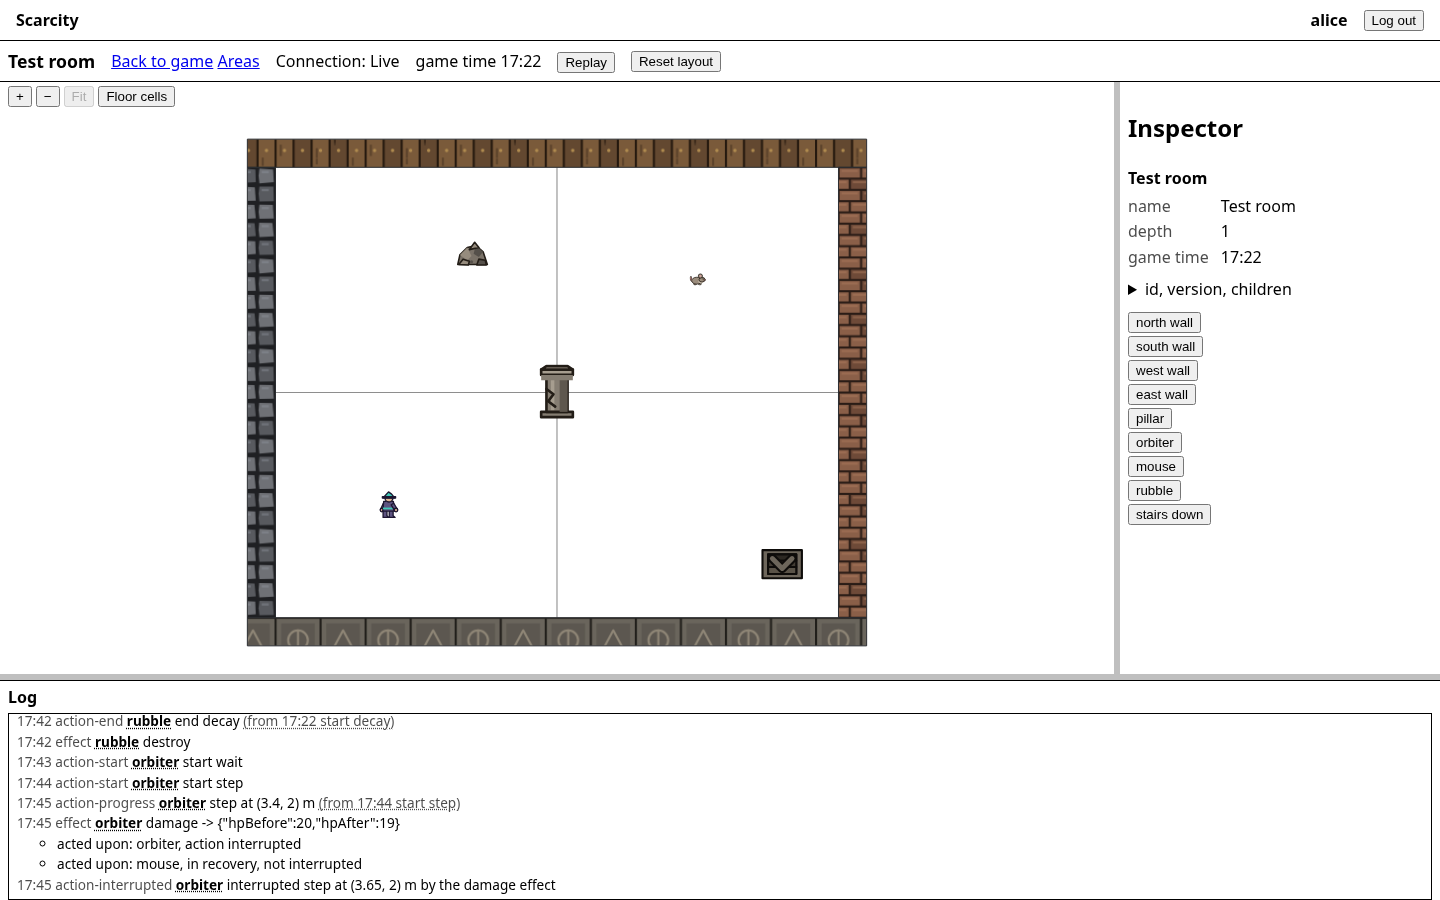 Scarcity
alice
Log out
Test room
Back to game
Areas
Connection: Live
game time 17:22
Replay
Reset layout
+
−
Fit
Floor cells
Inspector
Test room
name Test room
depth 1
game time 17:22
id, version, children
north wall
south wall
west wall
east wall
pillar
orbiter
mouse
rubble
stairs down
Log
17:42 action-end rubble end decay (from 17:22 start decay)
17:42 effect rubble destroy
17:43 action-start orbiter start wait
17:44 action-start orbiter start step
17:45 action-progress orbiter step at (3.4, 2) m (from 17:44 start step)
17:45 effect orbiter damage -> {"hpBefore":20,"hpAfter":19}
acted upon: orbiter, action interrupted
acted upon: mouse, in recovery, not interrupted
17:45 action-interrupted orbiter interrupted step at (3.65, 2) m by the damage effect